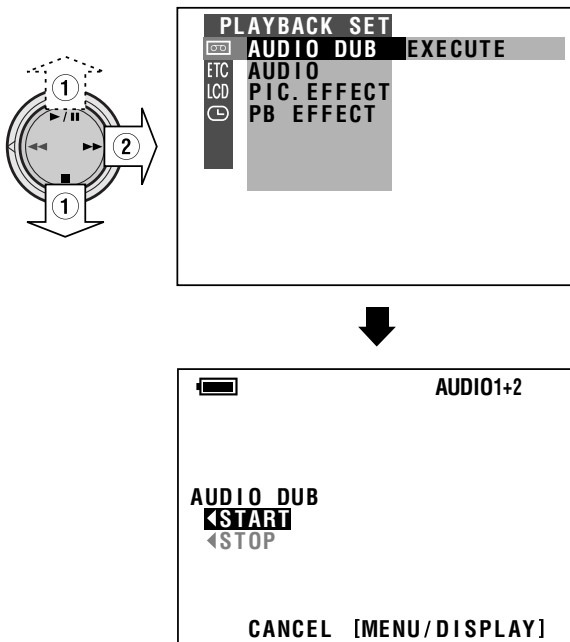 PLAYBACK SET
AUDIO DUB EXECUTE
ETC AUDIO
LCD PIC.EFFECT
PB EFFECT
1
2
1
AUDIO1+2
AUDIO DUB
◀START
◀STOP
CANCEL [MENU/DISPLAY]